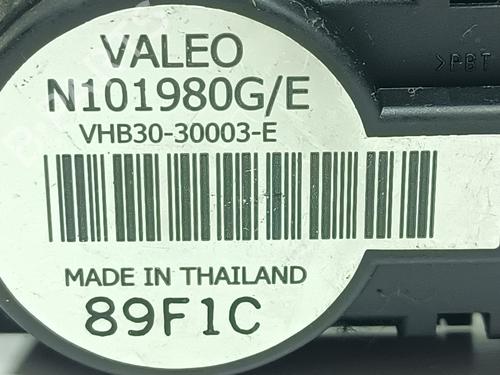 VALEO
N101980G/E
VHB30-30003-E
MADE IN THAILAND
89F1C
>PBT